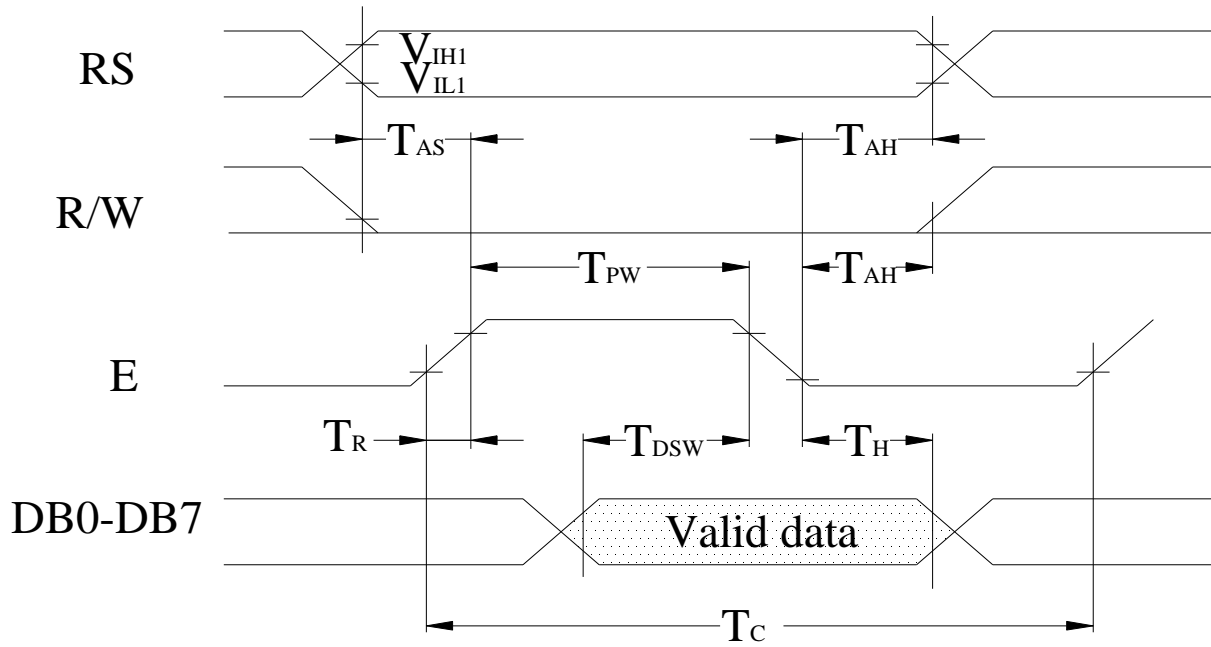 RS
VIH1
VIL1
TAS
TAH
R/W
TPW
TAH
E
TR
TDSW
TH
DB0-DB7
Valid data
TC